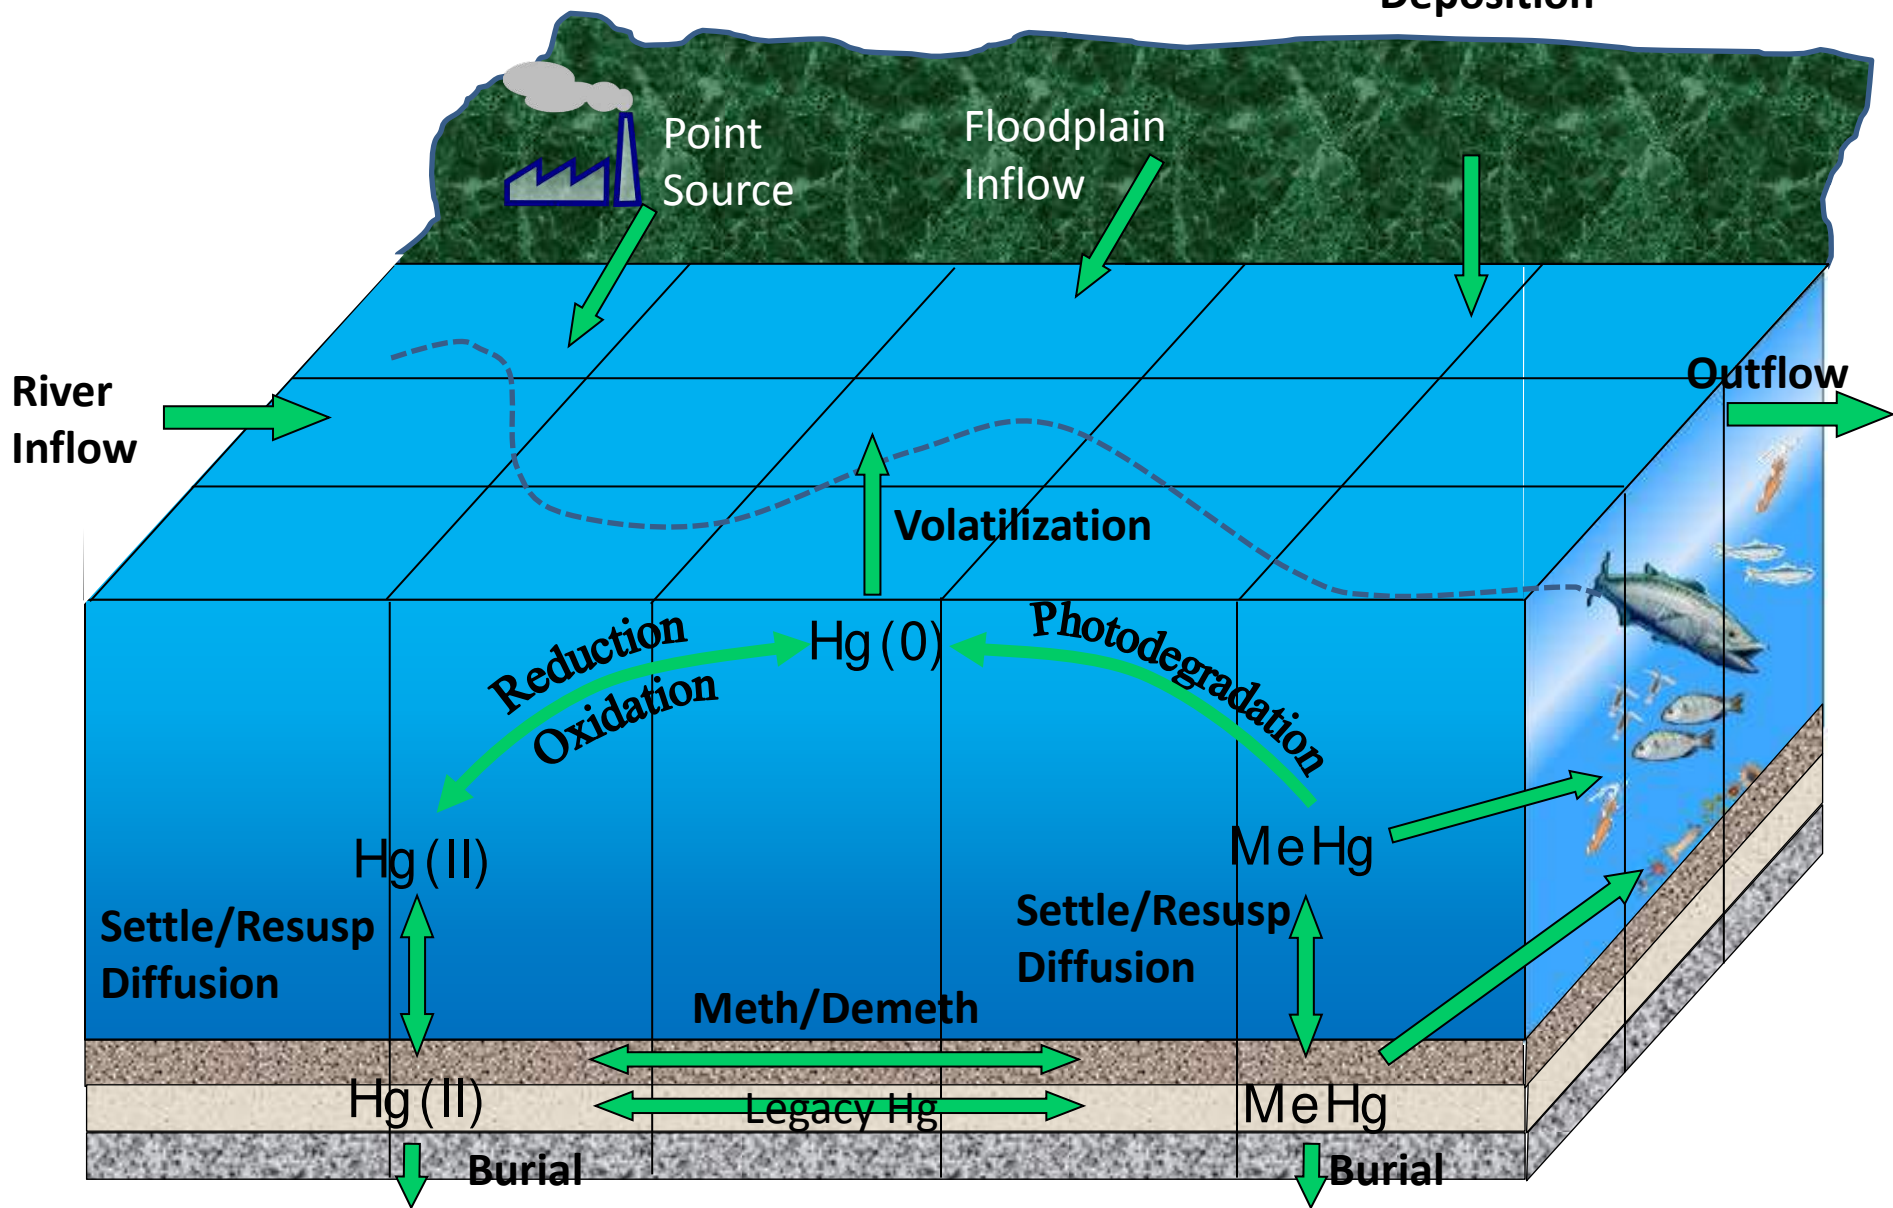 Deposition
Point
Source
Floodplain
Inflow
River
Inflow
Outflow
Volatilization
Reduction
Oxidation
Hg(0)
Photodegradation
Hg(II)
MeHg
Settle/Resusp
Diffusion
Settle/Resusp
Diffusion
Meth/Demeth
Hg(II)
Legacy Hg
MeHg
Burial
Burial